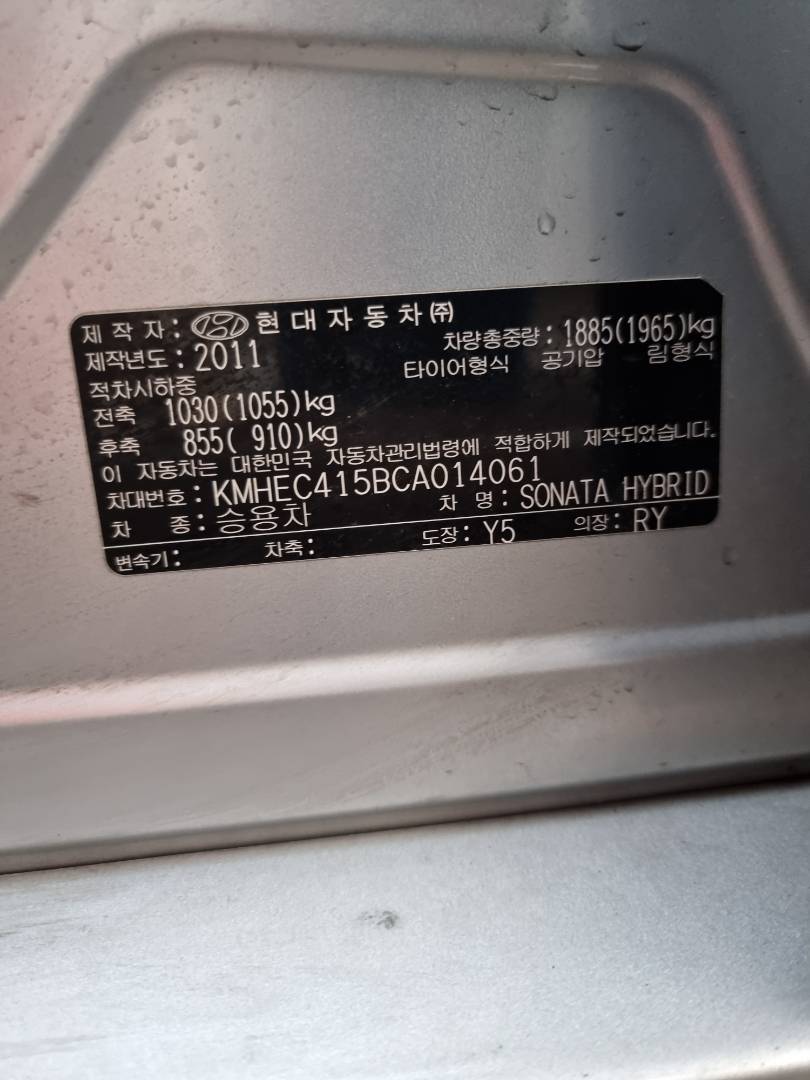 제 작 자 : 현 대 자 동 차 ㈜
제작년도 : 2011 차량총중량 : 1885(1965)kg
적차시하중 타이어형식 공기압 림형식
전축 1030(1055)kg
후축 855( 910)kg
이 자동차는 대한민국 자동차관리법령에 적합하게 제작되었습니다.
차대번호 : KMHEC415BCA014061
차 종 : 승용차 차 명 : SONATA HYBRID
변속기 : 차축 : 도장 : Y5 의장 : RY